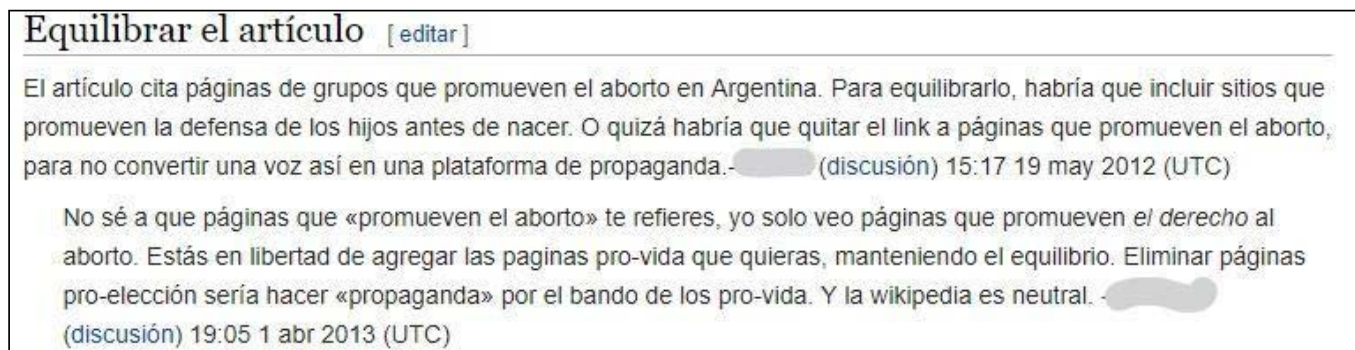 Equilibrar el artículo [ editar ]
El artículo cita páginas de grupos que promueven el aborto en Argentina. Para equilibrarlo, habría que incluir sitios que
promueven la defensa de los hijos antes de nacer. O quizá habría que quitar el link a páginas que promueven el aborto,
para no convertir una voz así en una plataforma de propaganda.- (discusión) 15:17 19 may 2012 (UTC)
No sé a que páginas que «promueven el aborto» te refieres, yo solo veo páginas que promueven el derecho al
aborto. Estás en libertad de agregar las paginas pro-vida que quieras, manteniendo el equilibrio. Eliminar páginas
pro-elección sería hacer «propaganda» por el bando de los pro-vida. Y la wikipedia es neutral. -
(discusión) 19:05 1 abr 2013 (UTC)